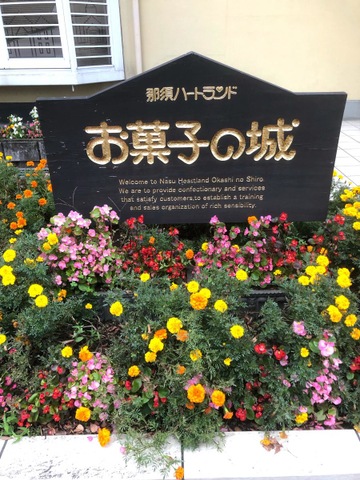 那須ハートランド
お菓子の城
Welcome to Nasu Heartland Okashi no Shiro
We are to provide confectionary and services
that satisfy customers,to establish a training
and sales organization of rich sensibility.